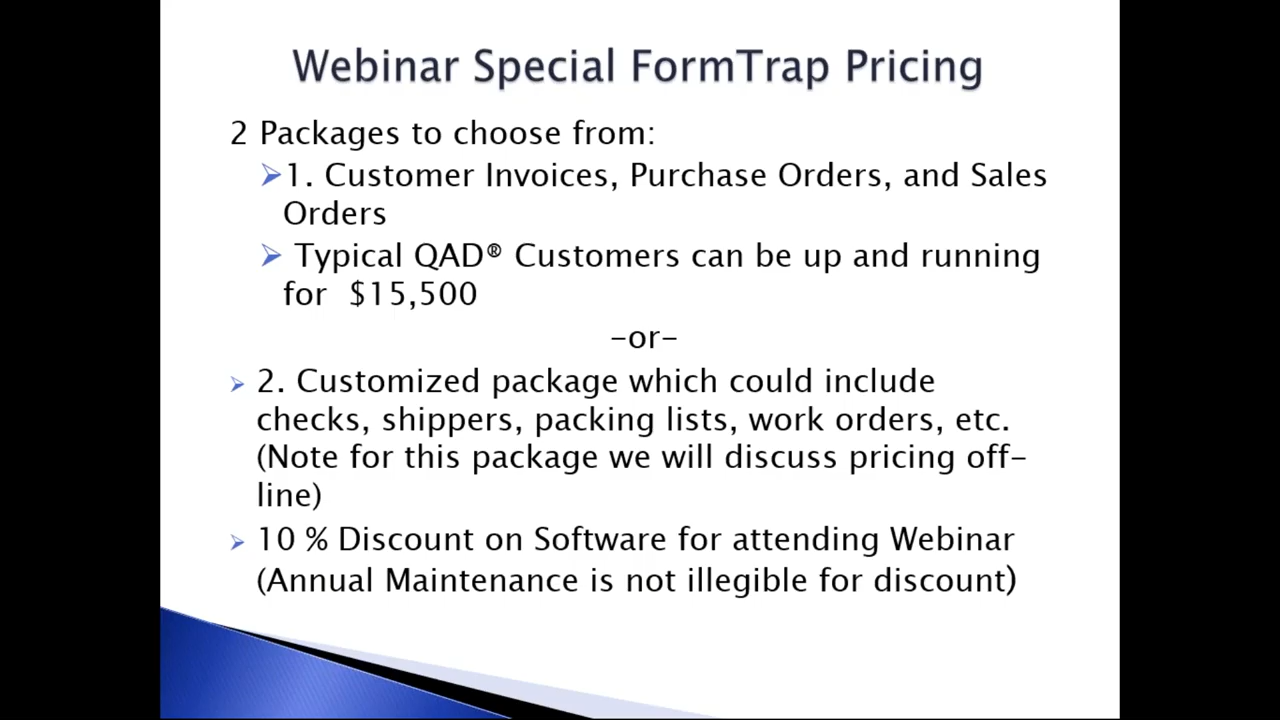 Webinar Special FormTrap Pricing
2 Packages to choose from:
1. Customer Invoices, Purchase Orders, and Sales
Orders
Typical QAD® Customers can be up and running
for $15,500
-or-
2. Customized package which could include
checks, shippers, packing lists, work orders, etc.
(Note for this package we will discuss pricing off-
line)
10 % Discount on Software for attending Webinar
(Annual Maintenance is not illegible for discount)